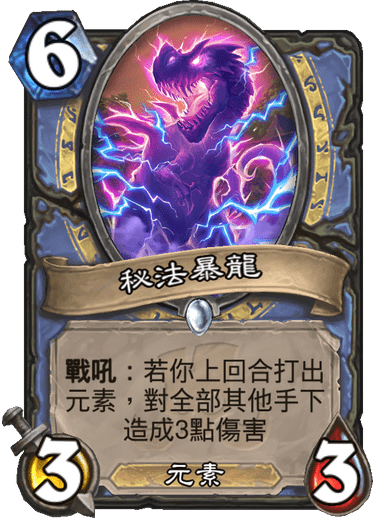 6
秘法暴龍
戰吼：若你上回合打出
元素，對全部其他手下
造成3點傷害
3
元素
3